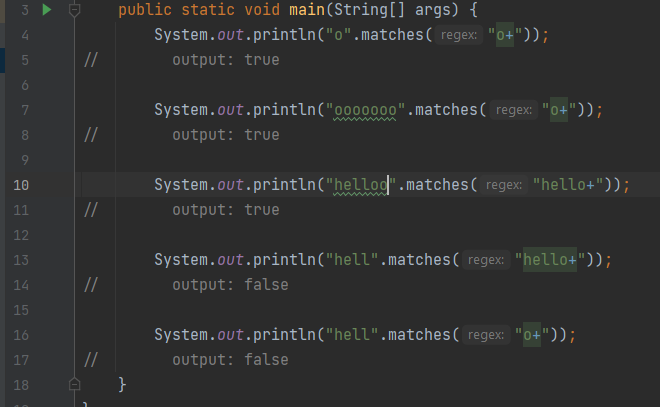 3 public static void main(String[] args) {
4 System.out.println("o".matches( regex: "o+"));
5 // output: true
6
7 System.out.println("ooooooo".matches( regex: "o+"));
8 // output: true
9
10 System.out.println("helloo".matches( regex: "hello+"));
11 // output: true
12
13 System.out.println("hell".matches( regex: "hello+"));
14 // output: false
15
16 System.out.println("hell".matches( regex: "o+"));
17 // output: false
18 }